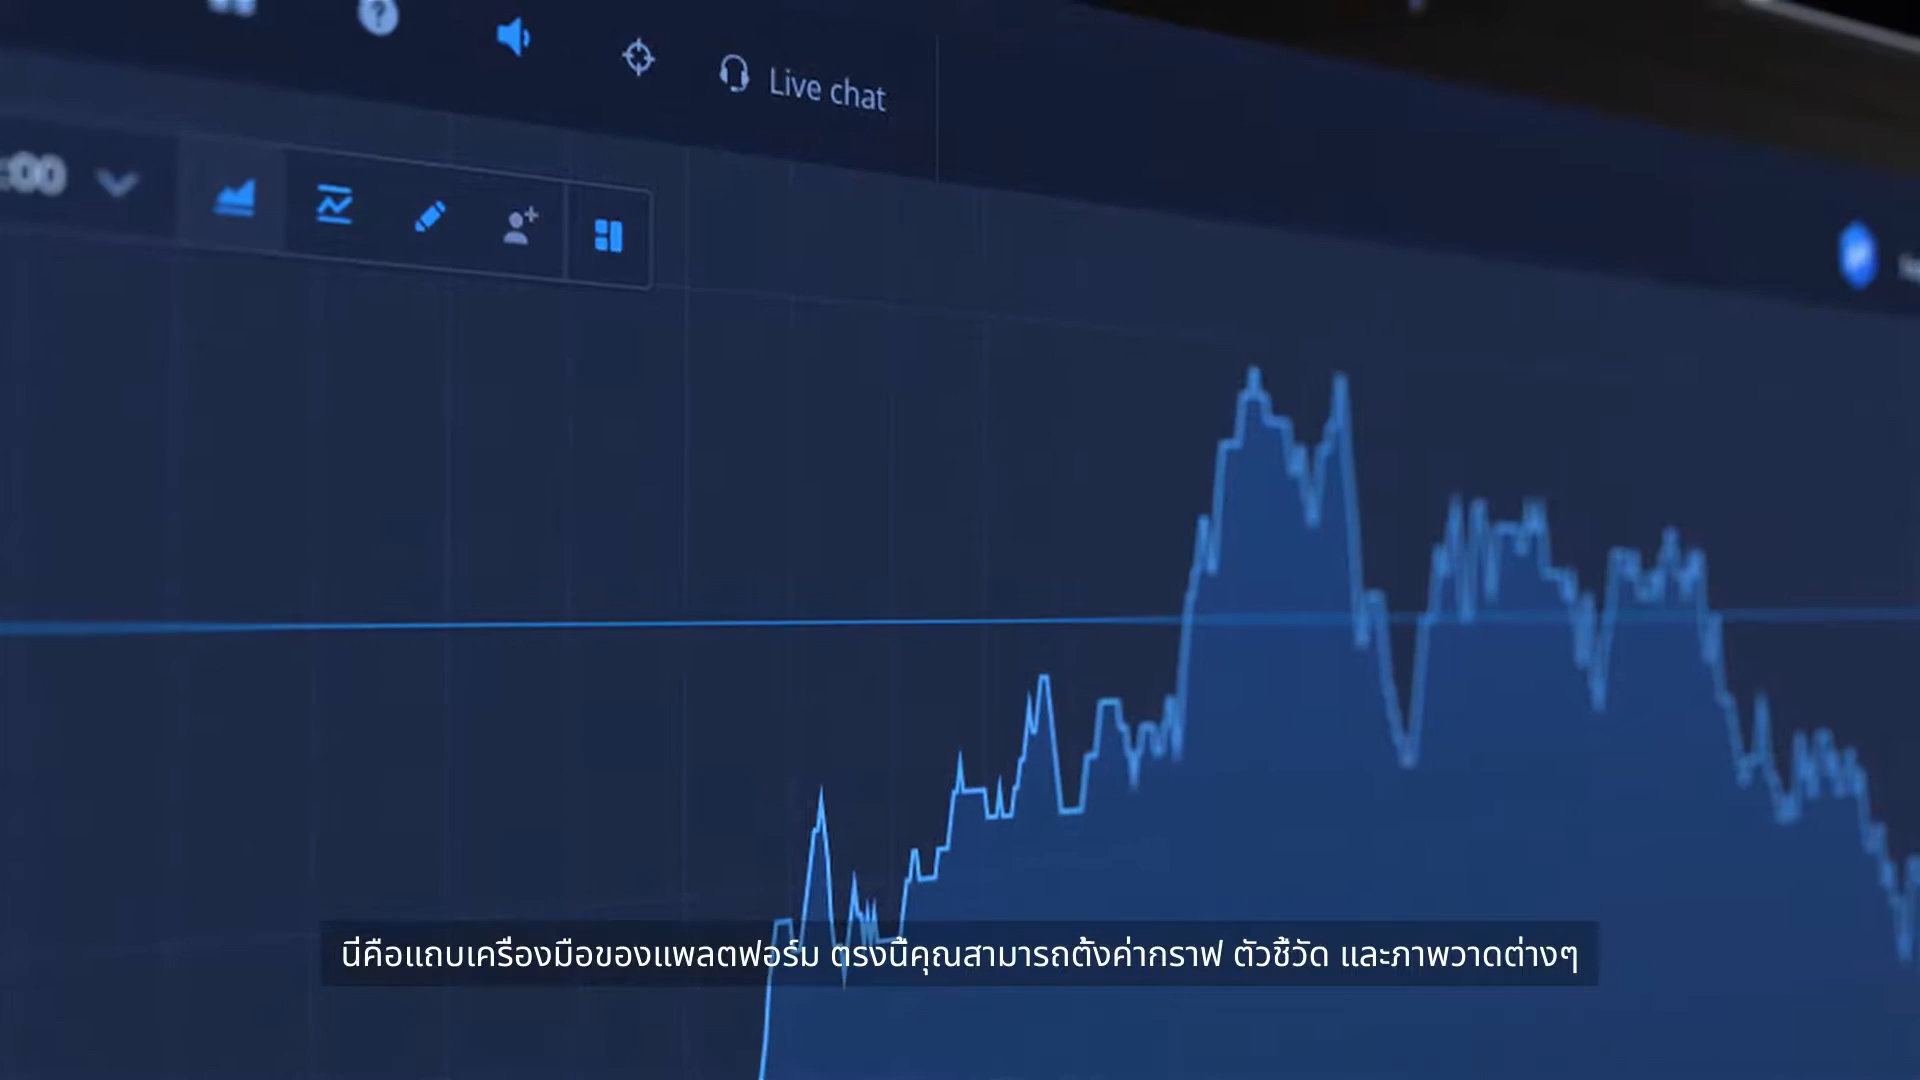 Live chat
:00
นี่คือแถบเครื่องมือของแพลตฟอร์ม ตรงนี้คุณสามารถตั้งค่ากราฟ ตัวชี้วัด และภาพวาดต่างๆ